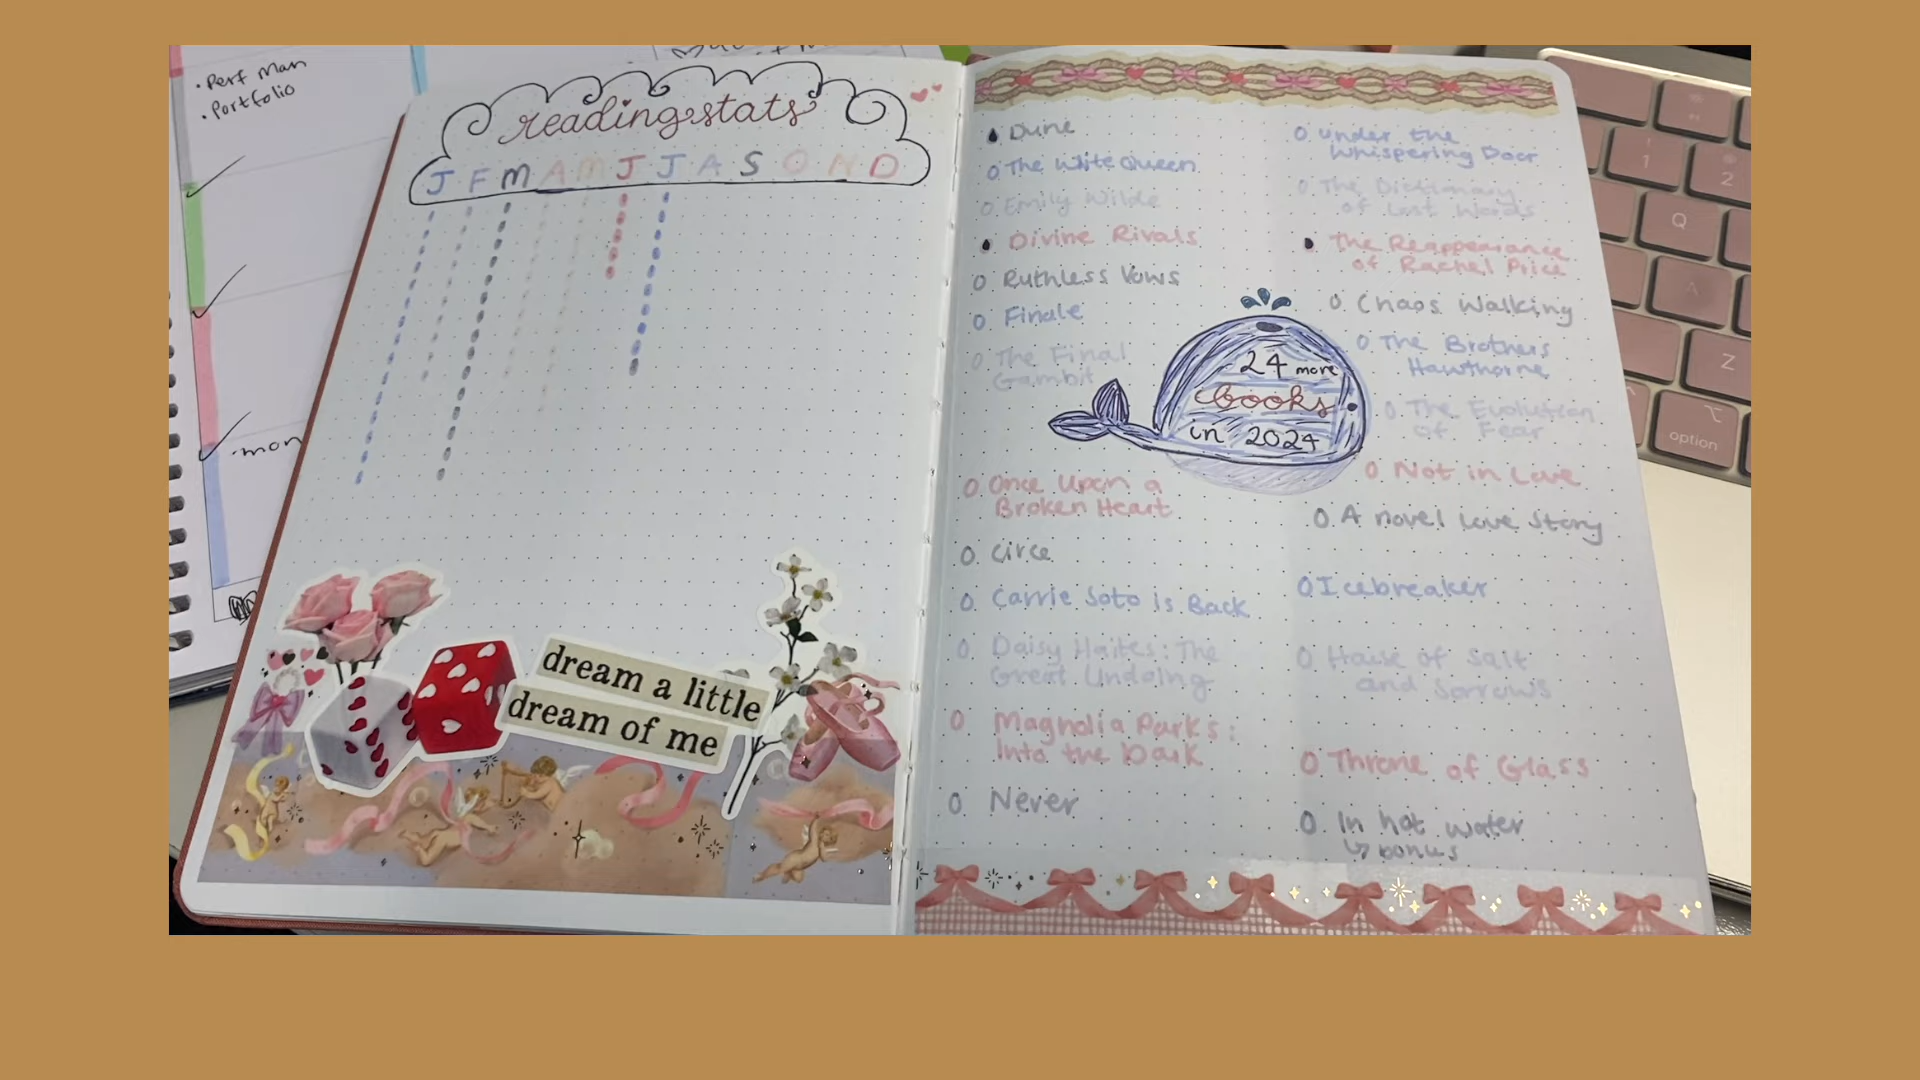 • Perf Man
• Portfolio
• mon
reading stats
J F M A M J J A S O N D
dream a little
dream of me
Dune
The White Queen
Emily Wilde
Divine Rivals
Ruthless Vows
Finale
The Final
Gambit
Once Upon a
Broken Heart
Circe
Carrie Soto is Back
Daisy Haites: The
Great Undoing
Magnolia Parks:
Into the Dark
Never
24 more
books
in 2024
Under the
Whispering Door
The Dictionary
of Lost Words
The Reappearance
of Rachel Price
Chaos Walking
The Brothers
Hawthorne
The Evolution
of Fear
Not in Love
A novel love Story
Icebreaker
House of Salt
and Sorrows
Throne of Glass
In hot water
↳ bonus
!
1
2
Q
A
Z
option